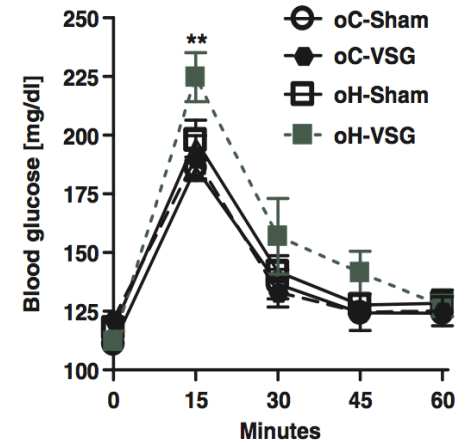 250
225
200
175
150
125
100
Blood glucose [mg/dl]
**
oC-Sham
oC-VSG
oH-Sham
oH-VSG
0 15 30 45 60
Minutes